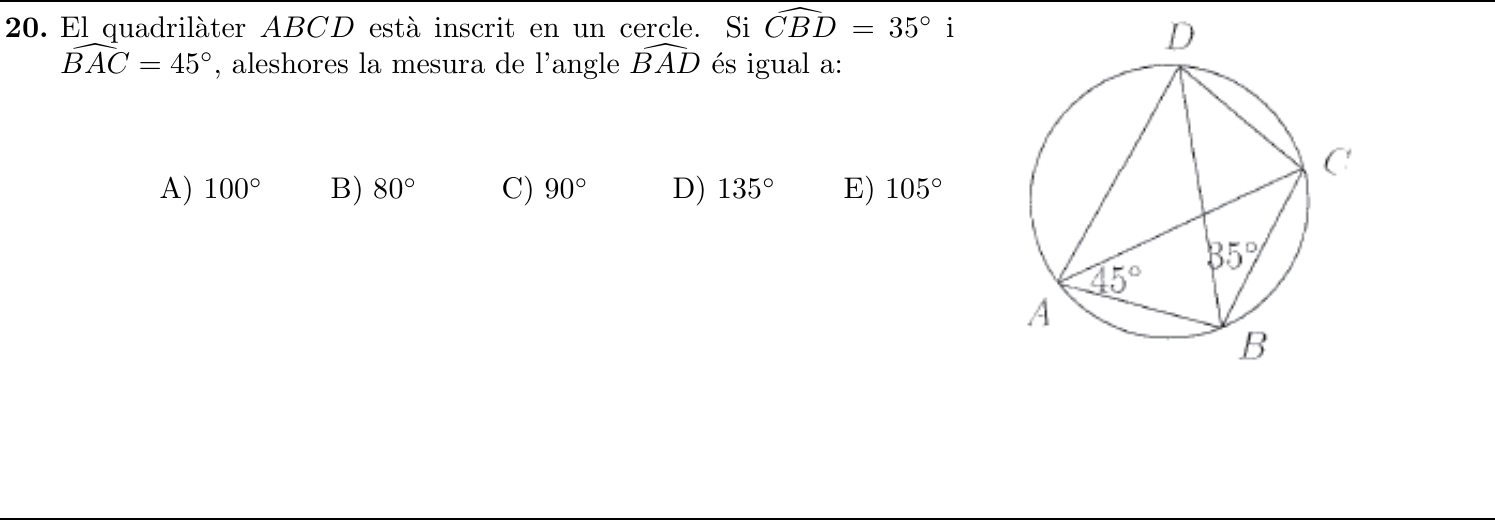 20. El quadrilàter ABCD està inscrit en un cercle. Si \widehat{CBD} = 35° i
\widehat{BAC} = 45°, aleshores la mesura de l'angle \widehat{BAD} és igual a:
A) 100° B) 80° C) 90° D) 135° E) 105°
D
C
35°
45°
A
B